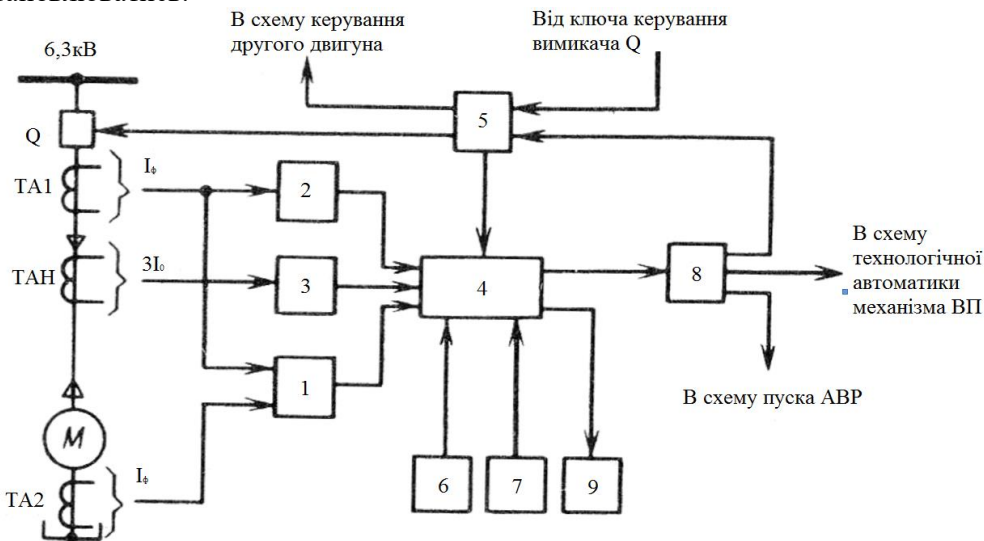 В схему керування
другого двигуна
Від ключа керування
вимикача Q
6,3кВ
Q
5
TA1
Iф
2
ТАН
3I₀
3
4
8
В схему
технологічної
автоматики
механізма ВП
1
В схему пуска АВР
M
TA2
Iф
6
7
9